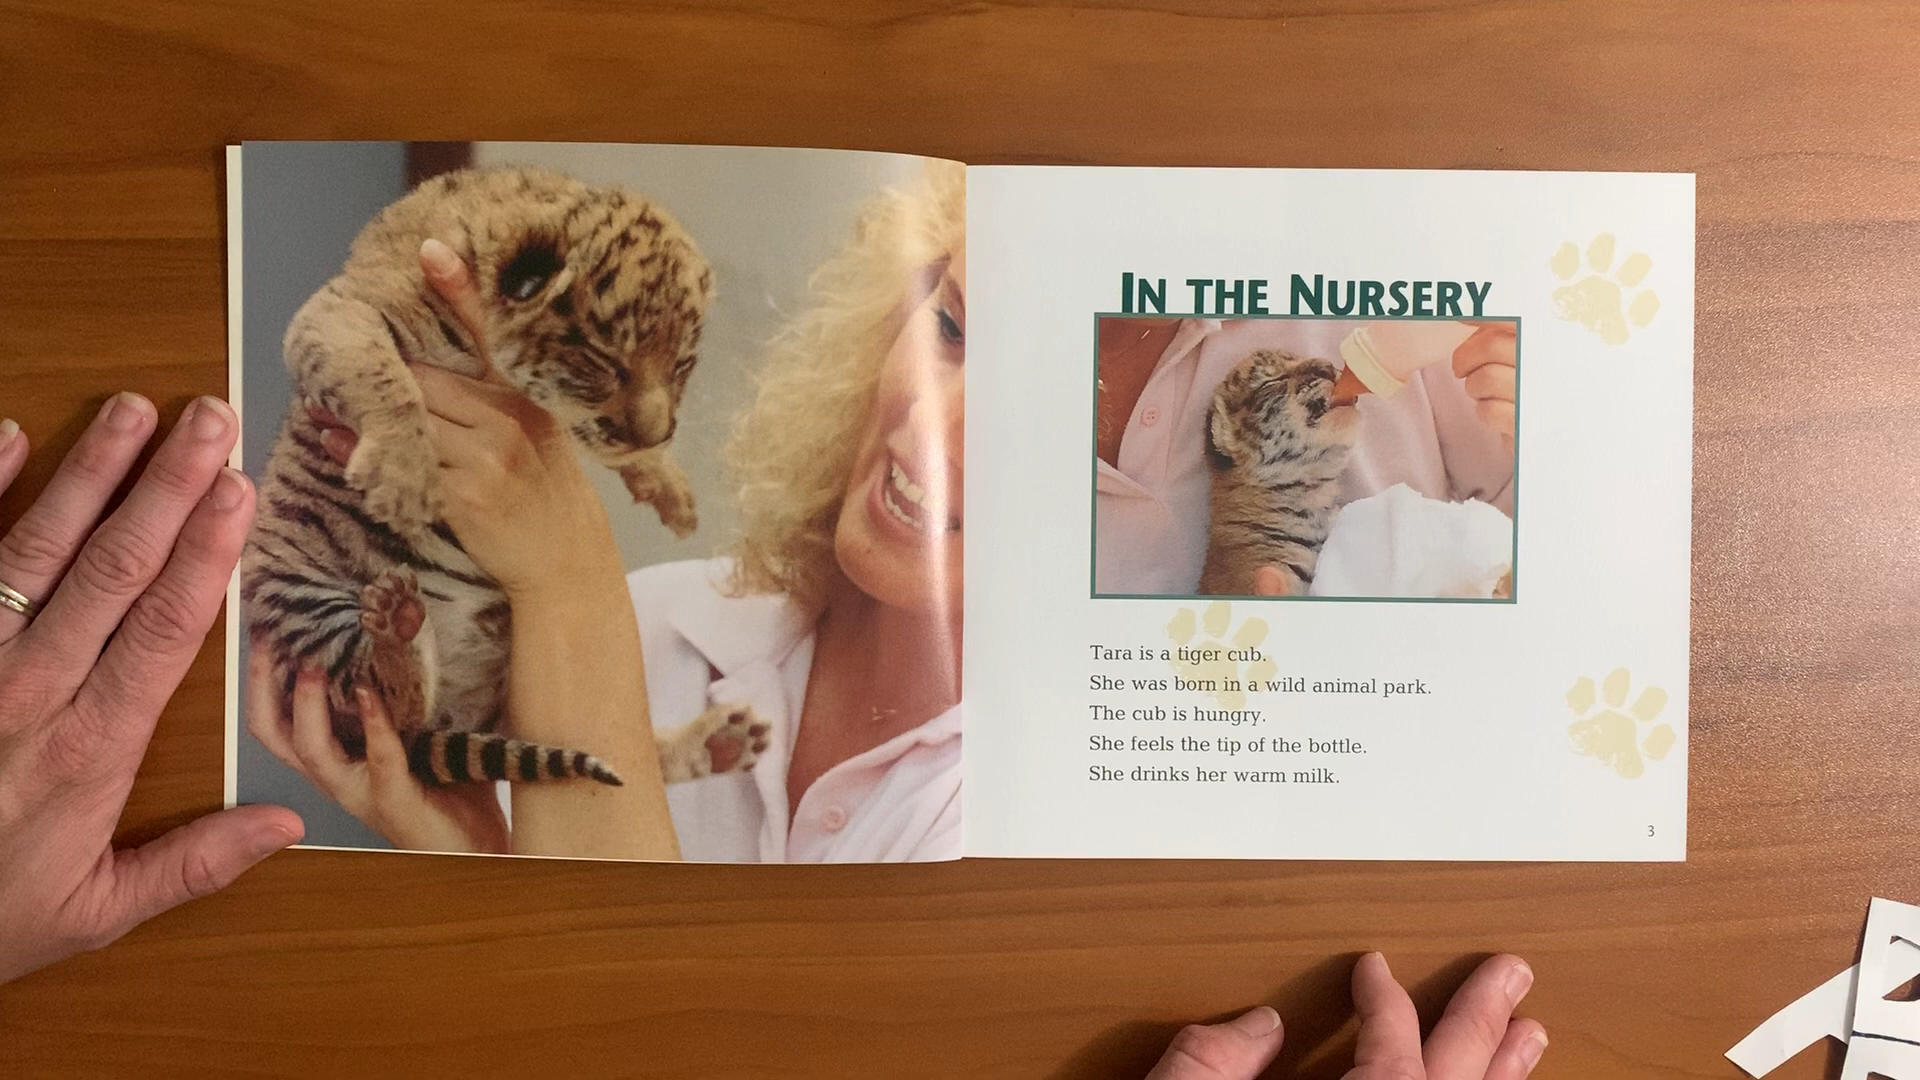 IN THE NURSERY
Tara is a tiger cub.
She was born in a wild animal park.
The cub is hungry.
She feels the tip of the bottle.
She drinks her warm milk.
3